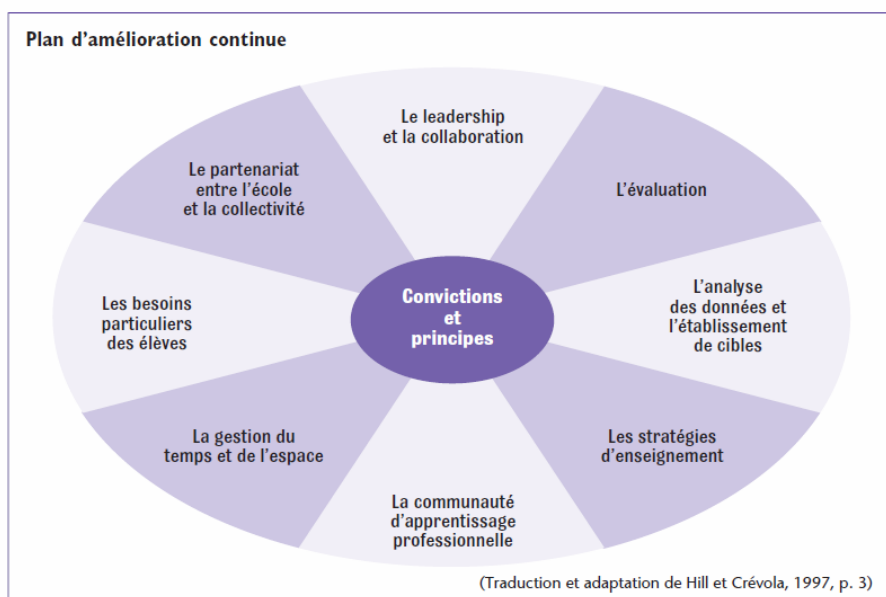 Plan d'amélioration continue
Le leadership
et la collaboration
L'évaluation
L'analyse
des données et
l'établissement
de cibles
Les stratégies
d'enseignement
La communauté
d'apprentissage
professionnelle
La gestion du
temps et de l'espace
Les besoins
particuliers
des élèves
Le partenariat
entre l'école
et la collectivité
Convictions
et
principes
(Traduction et adaptation de Hill et Crévola, 1997, p. 3)